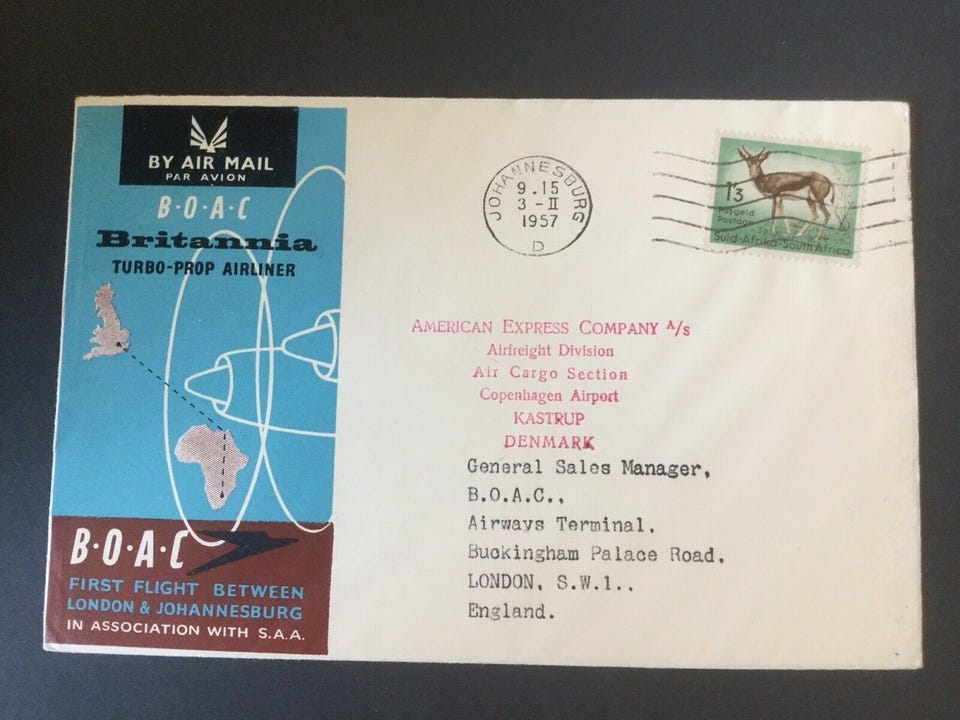 BY AIR MAIL
PAR AVION
B·O·A·C
Britannia
TURBO-PROP AIRLINER
B·O·A·C
FIRST FLIGHT BETWEEN
LONDON & JOHANNESBURG
IN ASSOCIATION WITH S.A.A.
JOHANNESBURG
9.15
3-II
1957
D
1'3
Posgeld
Postage
Suid-Afrika-South Africa
AMERICAN EXPRESS COMPANY A/s
Airfreight Division
Air Cargo Section
Copenhagen Airport
KASTRUP
DENMARK
General Sales Manager,
B.O.A.C.,
Airways Terminal.
Buckingham Palace Road,
LONDON, S.W.1..
England.